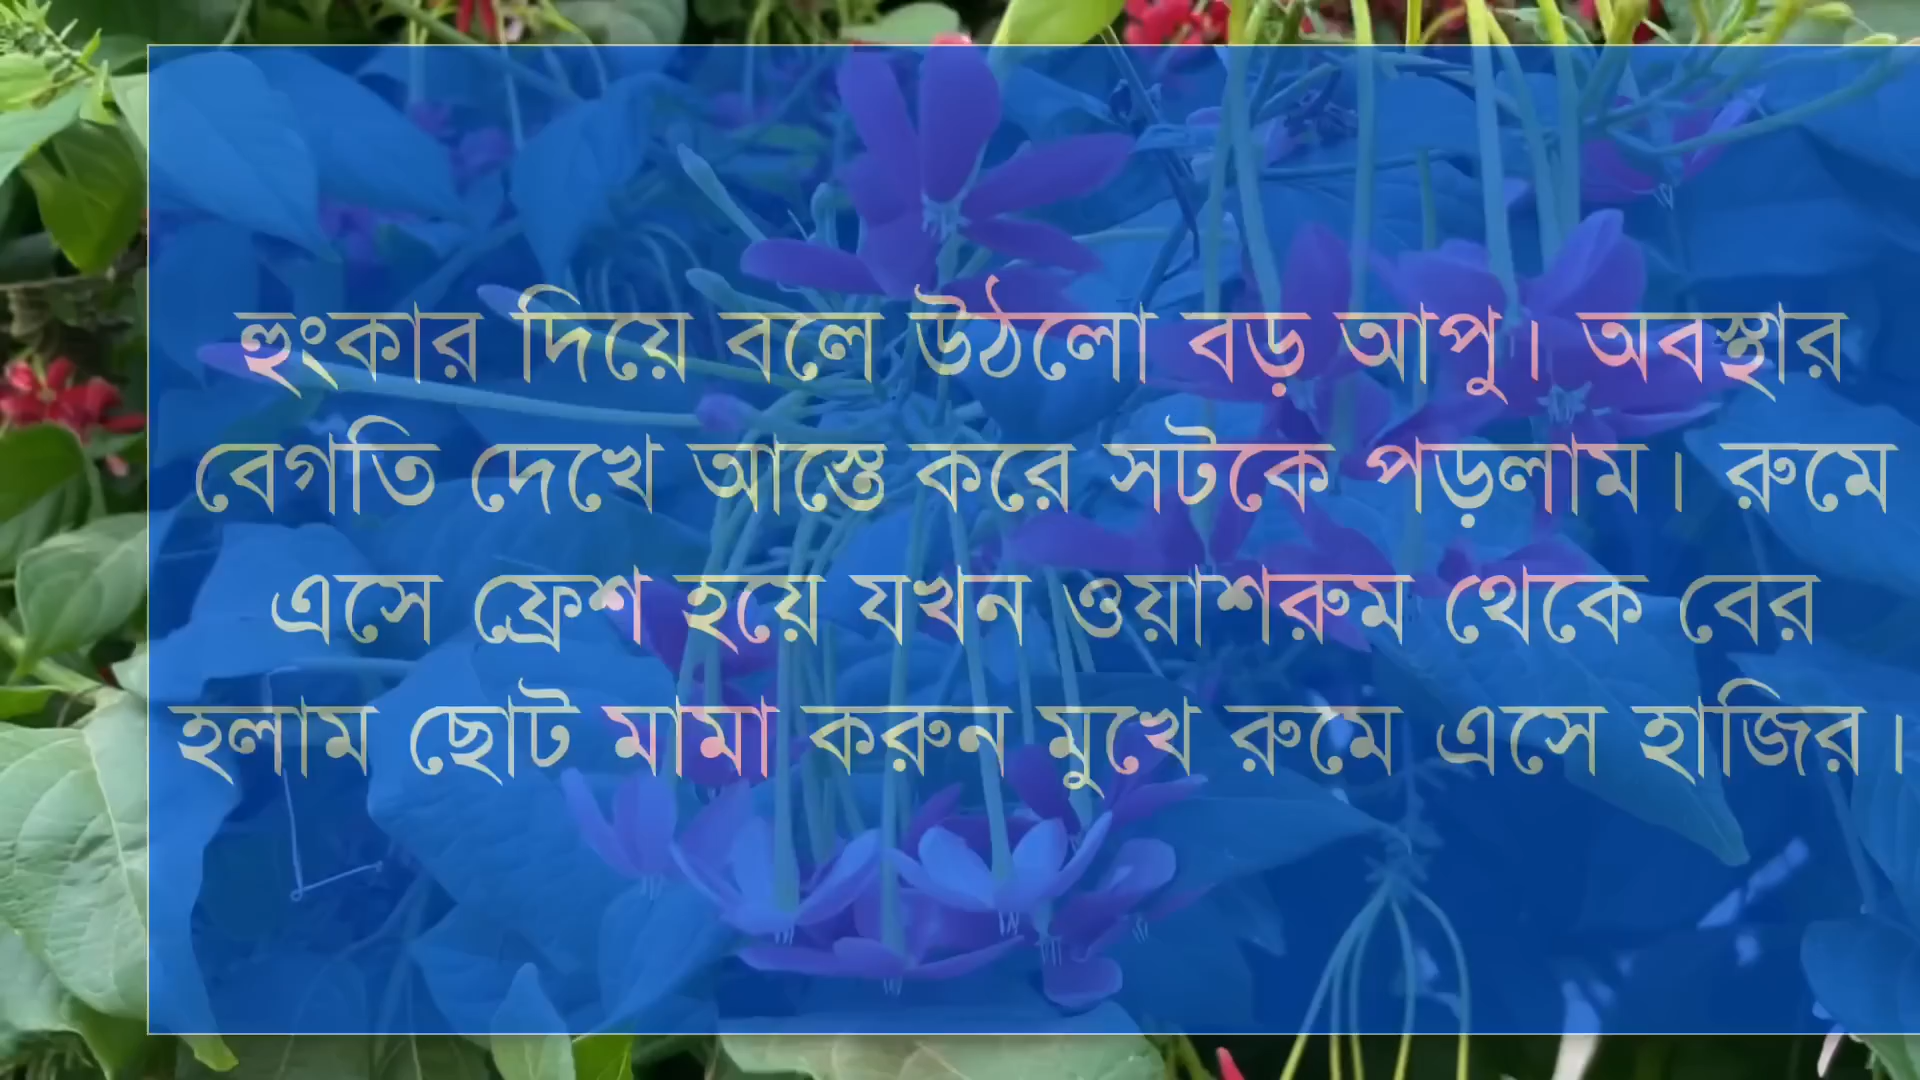 হুংকার দিয়ে বলে উঠলো বড় আপু। অবস্থার
বেগতি দেখে আস্তে করে সটকে পড়লাম। রুমে
এসে ফ্রেশ হয়ে যখন ওয়াশরুম থেকে বের
হলাম ছোট মামা করুন মুখে রুমে এসে হাজির।